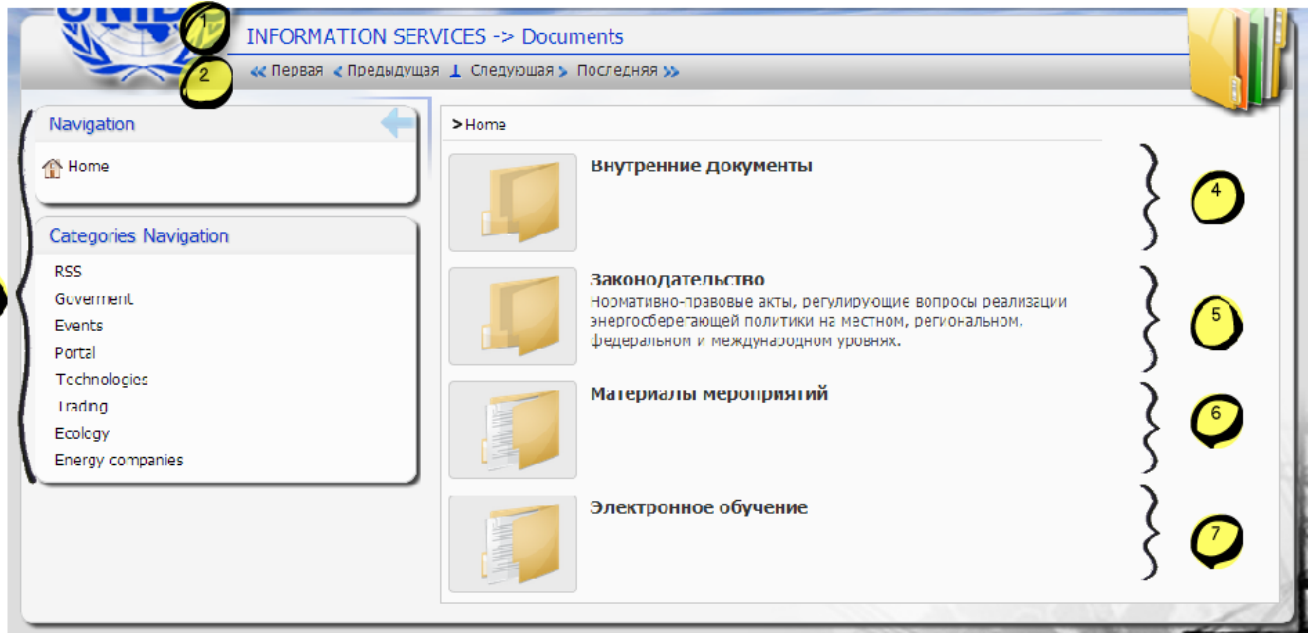 1
INFORMATION SERVICES -> Documents
2
<< Первая < Предыдущая 1 Следующая > Последняя >>
Navigation
Home
Categories Navigation
RSS
Goverment
Events
Portal
Technologies
Trading
Ecology
Energy companies
>Home
Внутренние документы
4
Законодательство
Нормативно-правовые акты, регулирующие вопросы реализации
энергосберегающей политики на местном, региональном,
федеральном и международном уровнях.
5
Материалы мероприятий
6
Электронное обучение
7